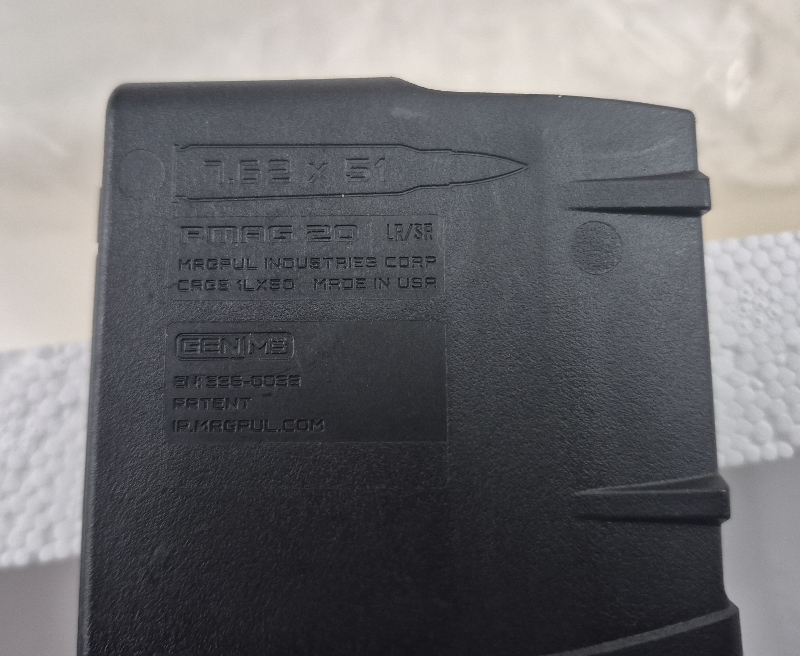 7.62 x 51
PMAG 20 LR/SR
MAGPUL INDUSTRIES CORP
CAGE 1LX50 MADE IN USA
GEN M3
PATENT
IP.MAGPUL.COM